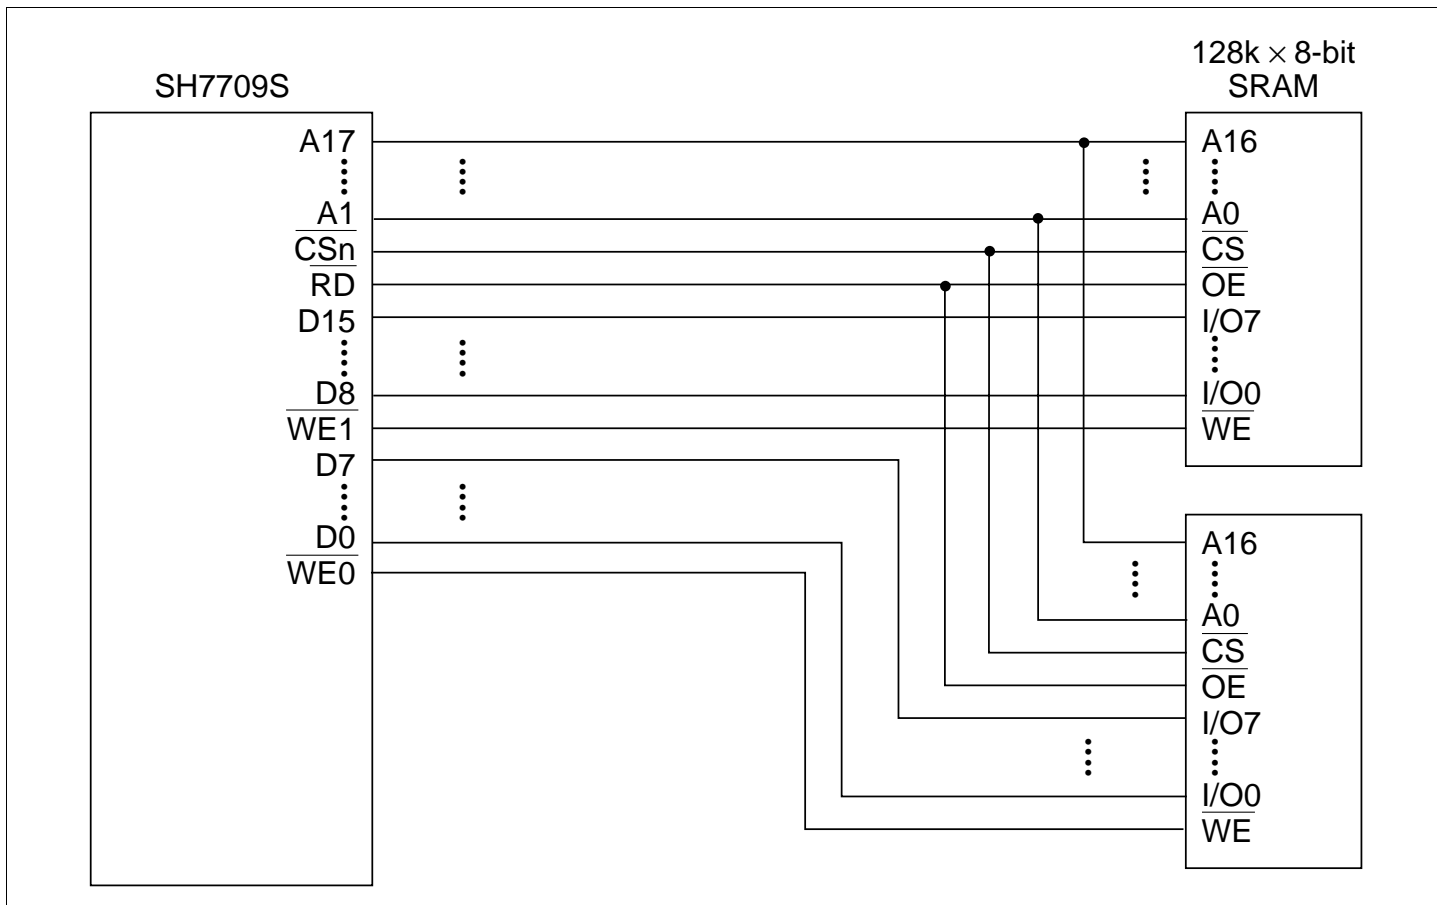 SH7709S
A17
A1
CSn
RD
D15
D8
WE1
D7
D0
WE0
128k × 8-bit
SRAM
A16
A0
CS
OE
I/O7
I/O0
WE
A16
A0
CS
OE
I/O7
I/O0
WE